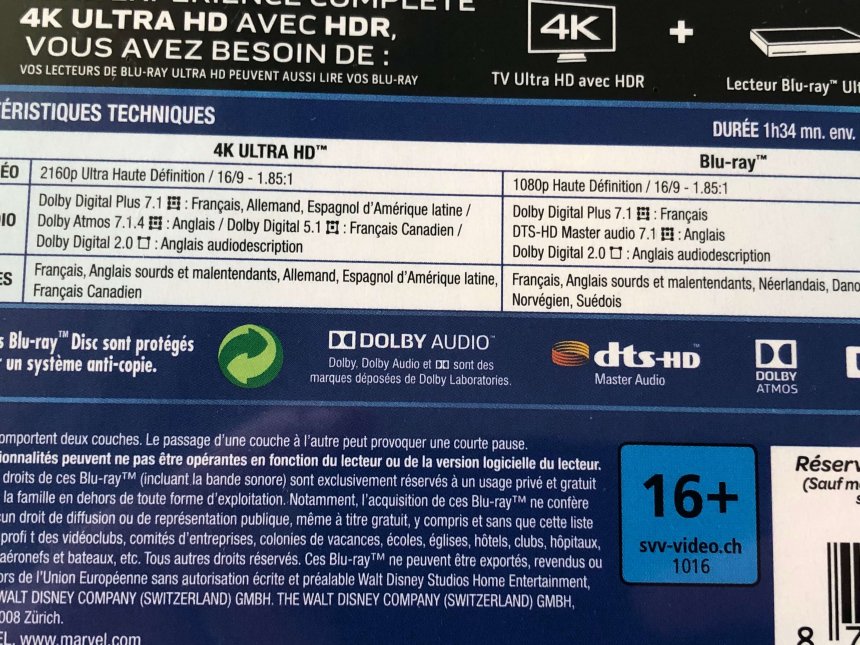 4K ULTRA HD AVEC HDR,
VOUS AVEZ BESOIN DE :
VOS LECTEURS DE BLU-RAY ULTRA HD PEUVENT AUSSI LIRE VOS BLU-RAY
4K
+
TV Ultra HD avec HDR
Lecteur Blu-ray™ Ult
TÉRISTIQUES TECHNIQUES
DURÉE 1h34 mn. env.
4K ULTRA HD™
Blu-ray™
ÉO
2160p Ultra Haute Définition / 16/9 - 1.85:1
1080p Haute Définition / 16/9 - 1.85:1
DIO
Dolby Digital Plus 7.1 : Français, Allemand, Espagnol d'Amérique latine /
Dolby Atmos 7.1.4 : Anglais / Dolby Digital 5.1 : Français Canadien /
Dolby Digital 2.0 : Anglais audiodescription
Dolby Digital Plus 7.1 : Français
DTS-HD Master audio 7.1 : Anglais
Dolby Digital 2.0 : Anglais audiodescription
ES
Français, Anglais sourds et malentendants, Allemand, Espagnol d'Amérique latine,
Français Canadien
Français, Anglais sourds et malentendants, Néerlandais, Dano
Norvégien, Suédois
s Blu-ray™ Disc sont protégés
r un système anti-copie.
DOLBY AUDIO™
Dolby, Dolby Audio et sont des
marques déposées de Dolby Laboratories.
dts-HD
Master Audio
DOLBY
ATMOS
omportent deux couches. Le passage d'une couche à l'autre peut provoquer une courte pause.
ionnalités peuvent ne pas être opérantes en fonction du lecteur ou de la version logicielle du lecteur.
droits de ces Blu-ray™ (incluant la bande sonore) sont exclusivement réservés à un usage privé et gratuit
la famille en dehors de toute forme d'exploitation. Notamment, l'acquisition de ces Blu-ray™ ne confère
un droit de diffusion ou de représentation publique, même à titre gratuit, y compris et sans que cette liste
profi t des vidéoclubs, comités d'entreprises, colonies de vacances, écoles, églises, hôtels, clubs, hôpitaux,
aéronefs et bateaux, etc. Tous autres droits réservés. Ces Blu-ray™ ne peuvent être exportés, revendus ou
ors de l'Union Européenne sans autorisation écrite et préalable Walt Disney Studios Home Entertainment,
WALT DISNEY COMPANY (SWITZERLAND) GMBH. THE WALT DISNEY COMPANY (SWITZERLAND) GMBH,
008 Zürich.
EL. www.marvel.com
16+
svv-video.ch
1016
Réserv
(Sauf m
8 7